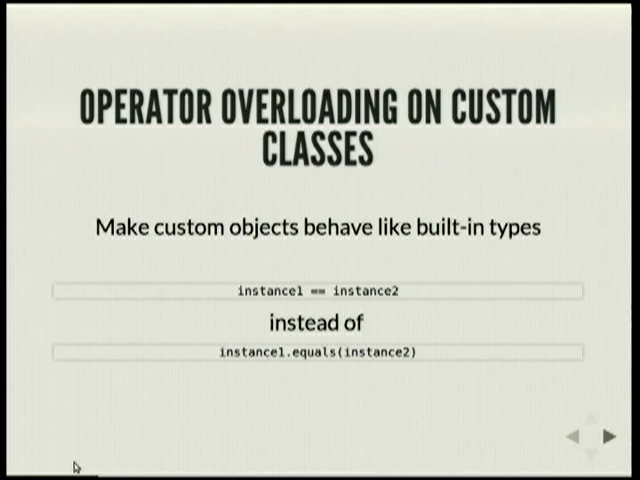 OPERATOR OVERLOADING ON CUSTOM
CLASSES
Make custom objects behave like built-in types
instance1 == instance2
instead of
instance1.equals(instance2)